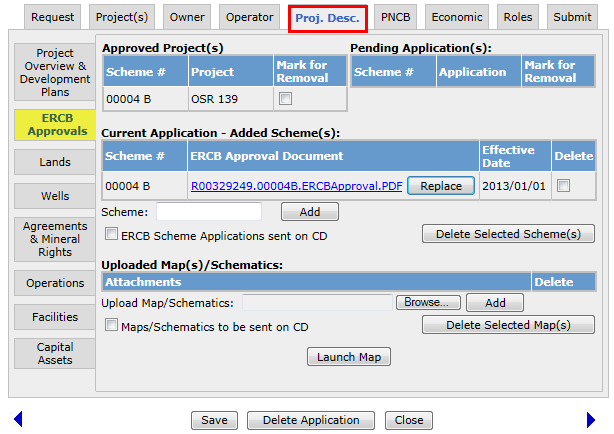 Request Project(s) Owner Operator Proj. Desc. PNCB Economic Roles Submit
Project
Overview &
Development
Plans
ERCB
Approvals
Lands
Wells
Agreements
& Mineral
Rights
Operations
Facilities
Capital
Assets
Approved Project(s)
Scheme # Project Mark for
Removal
00004 B OSR 139
Pending Application(s):
Scheme # Application Mark for
Removal
Current Application - Added Scheme(s):
Scheme # ERCB Approval Document Effective
Date Delete
00004 B R00329249.00004B.ERCBApproval.PDF Replace 2013/01/01
Scheme: Add
ERCB Scheme Applications sent on CD Delete Selected Scheme(s)
Uploaded Map(s)/Schematics:
Attachments Delete
Upload Map/Schematics: Browse... Add
Maps/Schematics to be sent on CD Delete Selected Map(s)
Launch Map
Save Delete Application Close